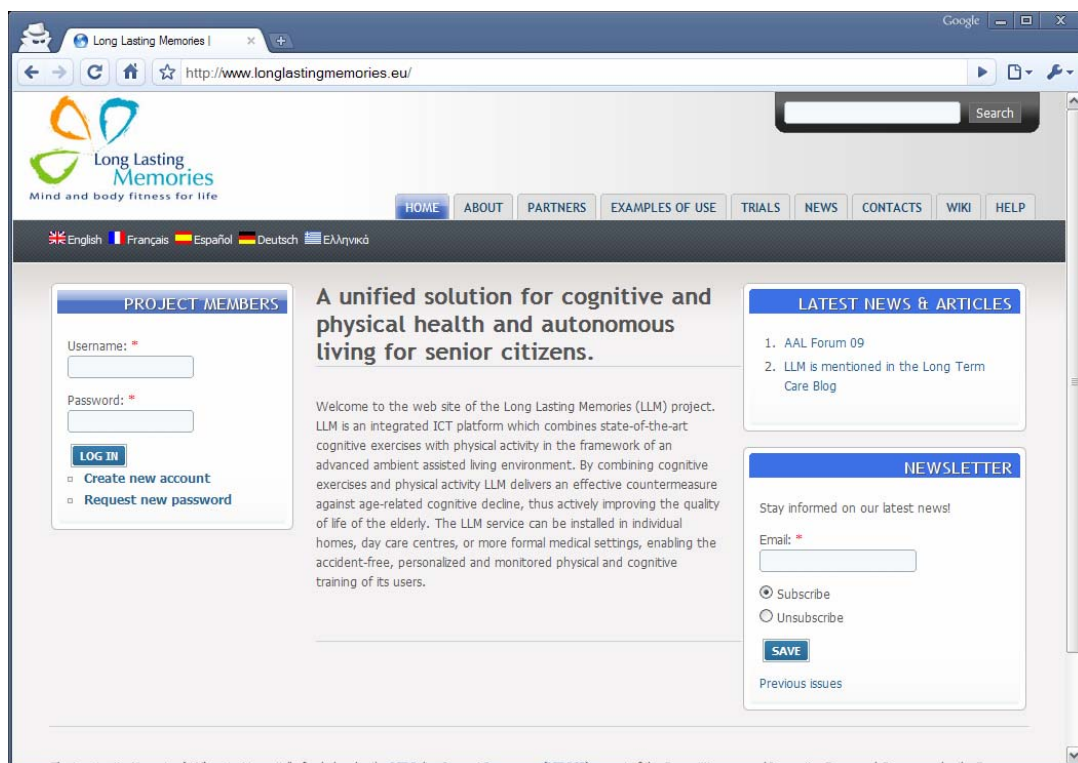 Google
Long Lasting Memories |
http://www.longlastingmemories.eu/
Search
Long Lasting
Memories
Mind and body fitness for life
HOME ABOUT PARTNERS EXAMPLES OF USE TRIALS NEWS CONTACTS WIKI HELP
English Français Español Deutsch Ελληνικά
PROJECT MEMBERS
Username: *
Password: *
LOG IN
Create new account
Request new password
A unified solution for cognitive and
physical health and autonomous
living for senior citizens.
Welcome to the web site of the Long Lasting Memories (LLM) project.
LLM is an integrated ICT platform which combines state-of-the-art
cognitive exercises with physical activity in the framework of an
advanced ambient assisted living environment. By combining cognitive
exercises and physical activity LLM delivers an effective countermeasure
against age-related cognitive decline, thus actively improving the quality
of life of the elderly. The LLM service can be installed in individual
homes, day care centres, or more formal medical settings, enabling the
accident-free, personalized and monitored physical and cognitive
training of its users.
LATEST NEWS & ARTICLES
1. AAL Forum 09
2. LLM is mentioned in the Long Term
Care Blog
NEWSLETTER
Stay informed on our latest news!
Email: *
Subscribe
Unsubscribe
SAVE
Previous issues